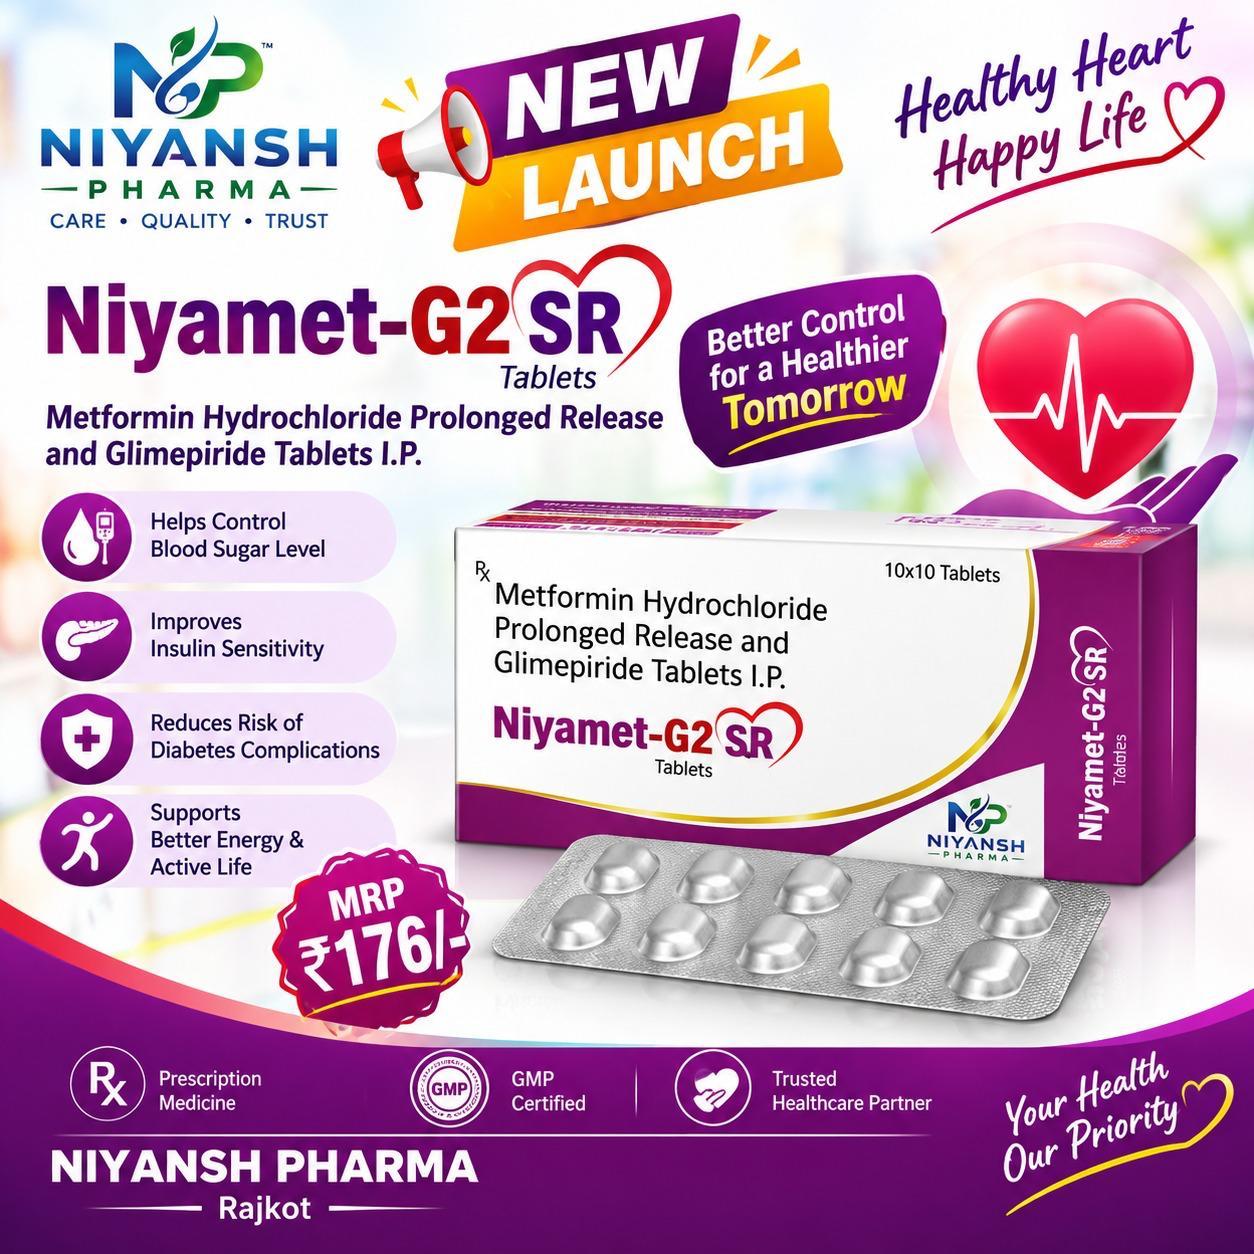 NP™
NIYANSH
PHARMA
CARE • QUALITY • TRUST
NEW
LAUNCH
Healthy Heart
Happy Life
Niyamet-G2 SR
Tablets
Metformin Hydrochloride Prolonged Release
and Glimepiride Tablets I.P.
Better Control
for a Healthier
Tomorrow
Helps Control
Blood Sugar Level
Improves
Insulin Sensitivity
Reduces Risk of
Diabetes Complications
Supports
Better Energy &
Active Life
MRP
₹176/-
Rx
10x10 Tablets
Metformin Hydrochloride
Prolonged Release and
Glimepiride Tablets I.P.
Niyamet-G2 SR
Tablets
NP
NIYANSH
PHARMA
Niyamet-G2 SR
Rx
Prescription
Medicine
GMP
GMP
Certified
Trusted
Healthcare Partner
Your Health
Our Priority
NIYANSH PHARMA
Rajkot